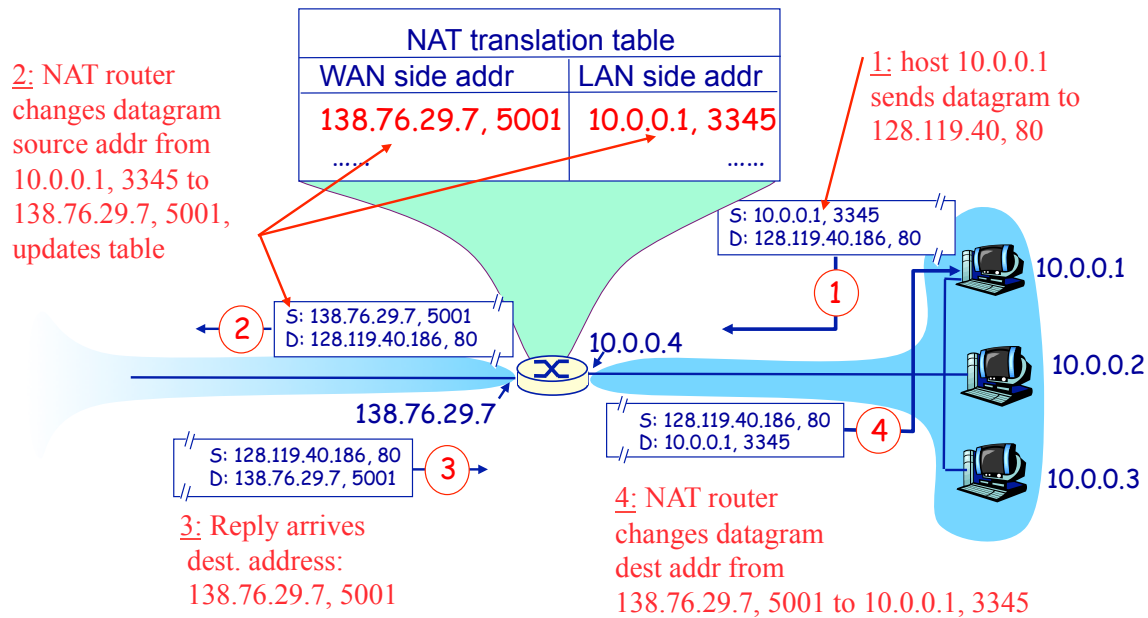 NAT translation table
WAN side addr LAN side addr
138.76.29.7, 5001 10.0.0.1, 3345
…… ……
2: NAT router
changes datagram
source addr from
10.0.0.1, 3345 to
138.76.29.7, 5001,
updates table
1: host 10.0.0.1
sends datagram to
128.119.40, 80
S: 10.0.0.1, 3345
D: 128.119.40.186, 80
1
10.0.0.1
S: 138.76.29.7, 5001
D: 128.119.40.186, 80
2
10.0.0.4
10.0.0.2
138.76.29.7
S: 128.119.40.186, 80
D: 138.76.29.7, 5001
3
S: 128.119.40.186, 80
D: 10.0.0.1, 3345
4
10.0.0.3
3: Reply arrives
dest. address:
138.76.29.7, 5001
4: NAT router
changes datagram
dest addr from
138.76.29.7, 5001 to 10.0.0.1, 3345